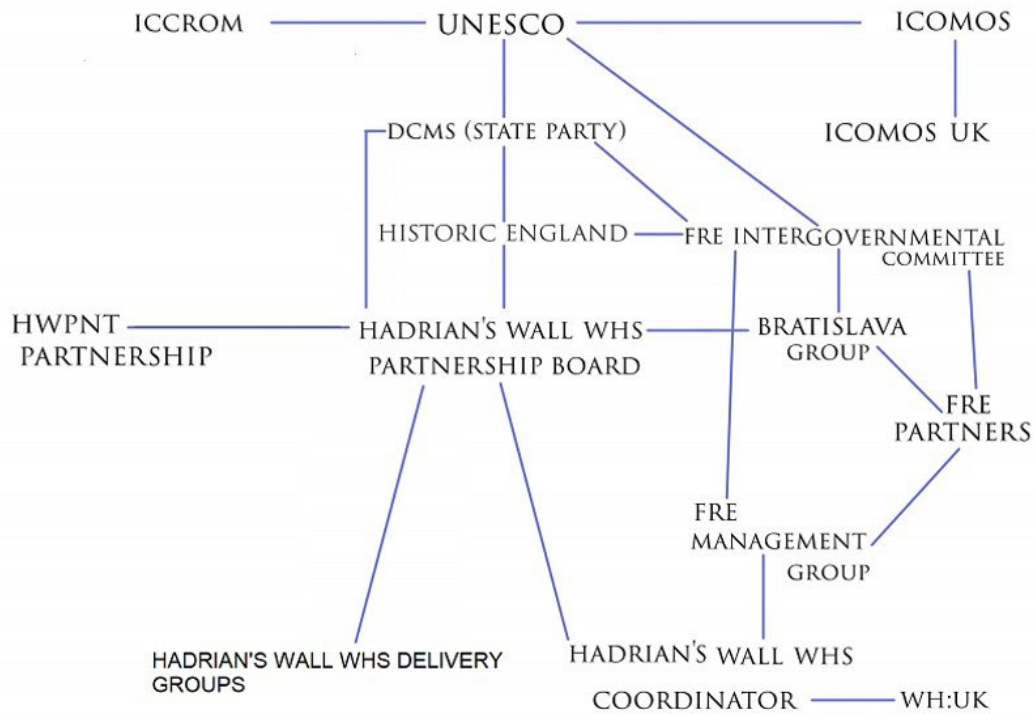 ICCROM
UNESCO
ICOMOS
DCMS (STATE PARTY)
ICOMOS UK
HISTORIC ENGLAND
FRE INTERGOVERNMENTAL
COMMITTEE
HWPNT
PARTNERSHIP
HADRIAN'S WALL WHS
PARTNERSHIP BOARD
BRATISLAVA
GROUP
FRE
PARTNERS
FRE
MANAGEMENT
GROUP
HADRIAN'S WALL WHS DELIVERY
GROUPS
HADRIAN'S WALL WHS
COORDINATOR
WH:UK